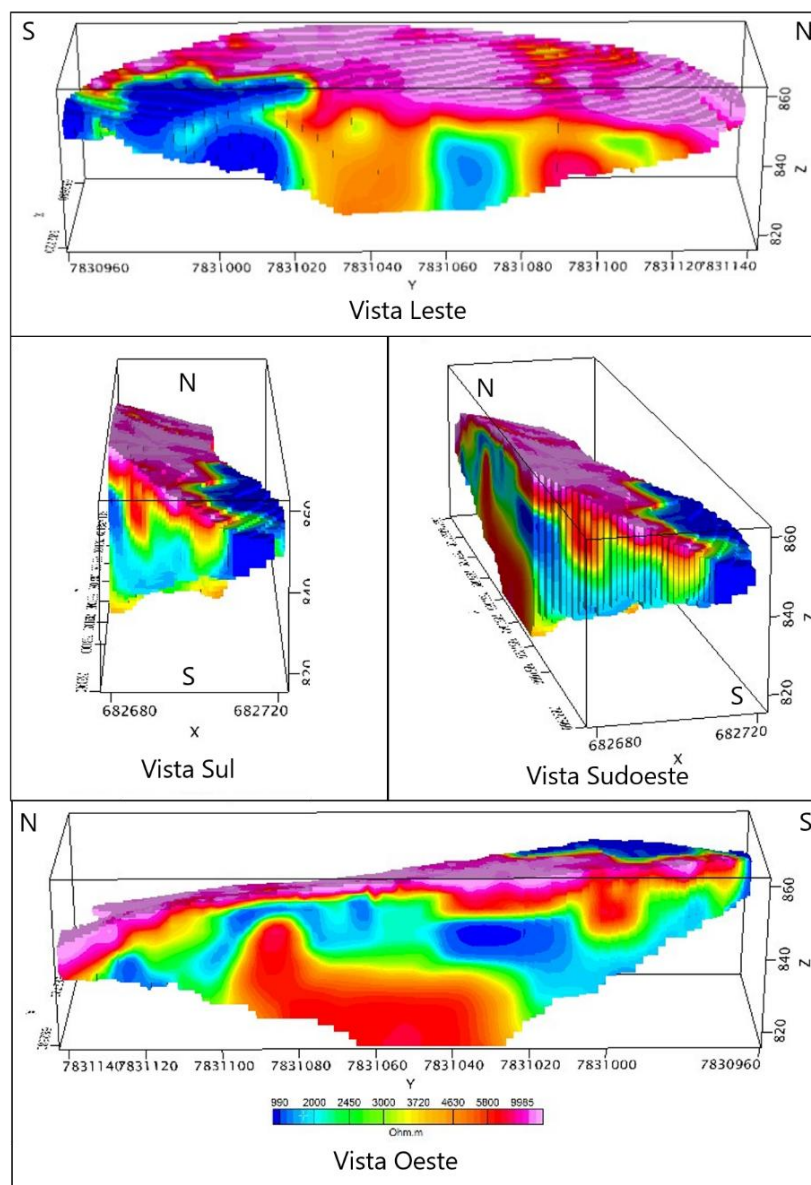 S N
860
840
Z
820
7830960 7831000 7831020 7831040 7831060 7831080 7831100 7831120 7831140
Y
Vista Leste
N
840
820
S
682680 682720
X
Vista Sul
N
860
840
Z
820
S
682680 682720
X
Vista Sudoeste
N S
860
840
Z
820
7831140 7831120 7831100 7831080 7831060 7831040 7831020 7831000 7830960
Y
990 2000 2450 3000 3720 4630 5800 9985
Ohm.m
Vista Oeste